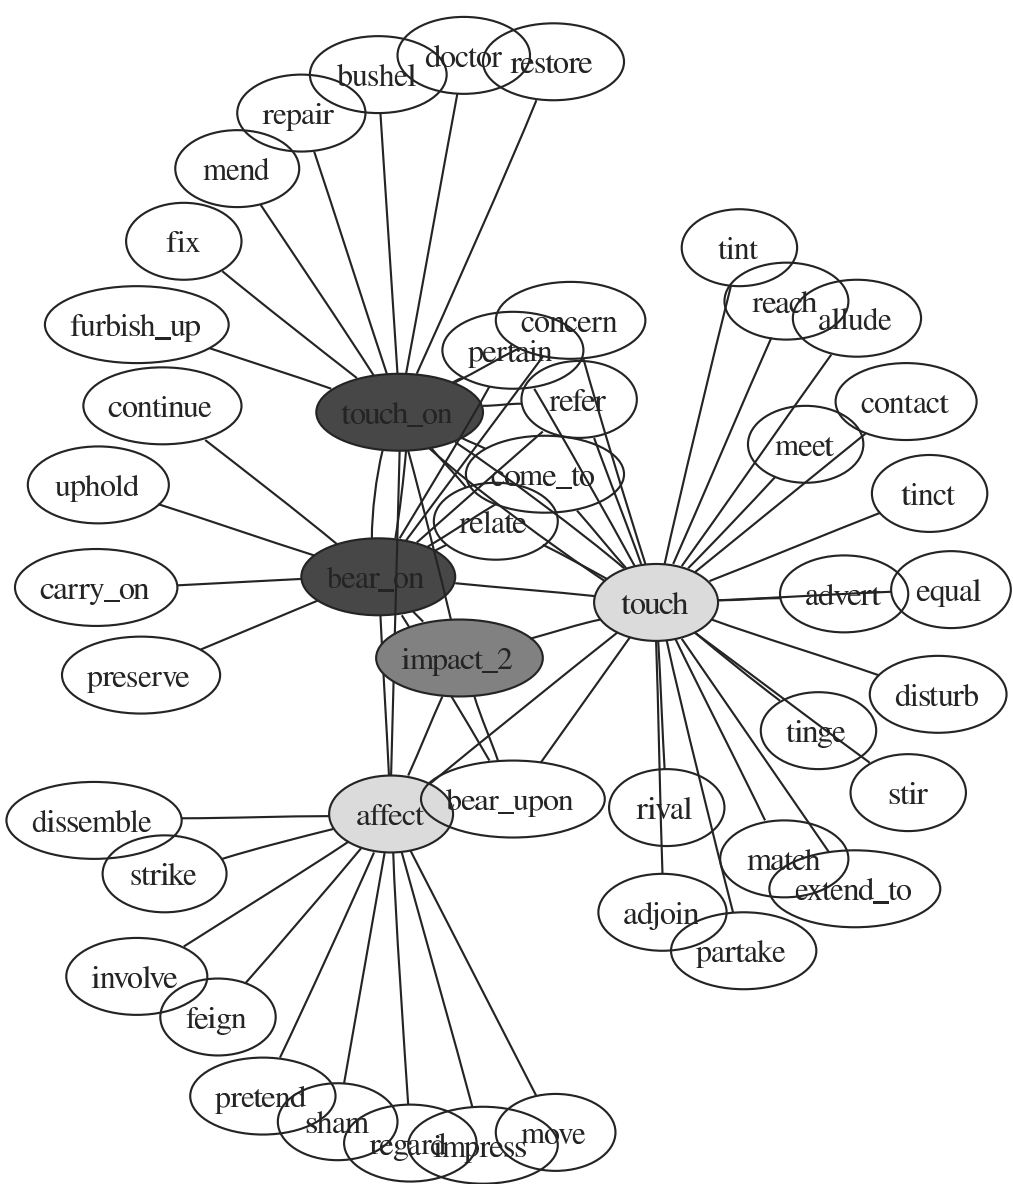 doctor
restore
bushel
repair
mend
fix
tint
reach
allude
furbish_up
concern
pertain
continue
touch_on
refer
contact
meet
uphold
come_to
tinct
relate
carry_on
bear_on
touch
advert
equal
preserve
impact_2
disturb
tinge
stir
dissemble
affect
bear_upon
rival
strike
match
extend_to
adjoin
partake
involve
feign
pretend
sham
regard
impress
move